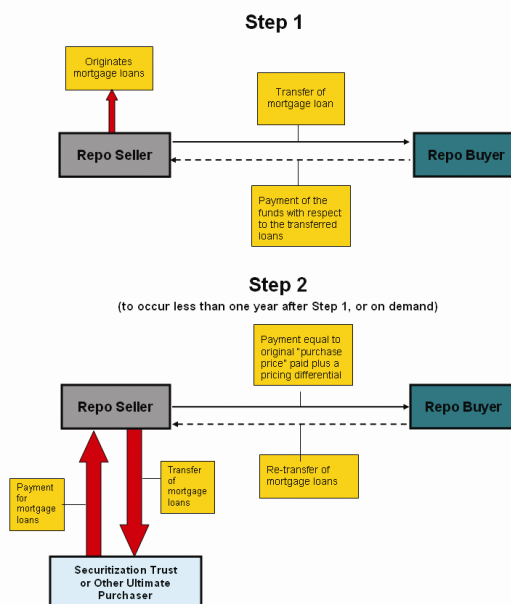 Step 1
Originates
mortgage loans
Transfer of
mortgage loan
Repo Seller
Repo Buyer
Payment of the
funds with respect
to the transferred
loans
Step 2
(to occur less than one year after Step 1, or on demand)
Payment equal to
original "purchase
price" paid plus a
pricing differential
Repo Seller
Repo Buyer
Payment
for
mortgage
loans
Transfer
of
mortgage
loans
Re-transfer of
mortgage loans
Securitization Trust
or Other Ultimate
Purchaser